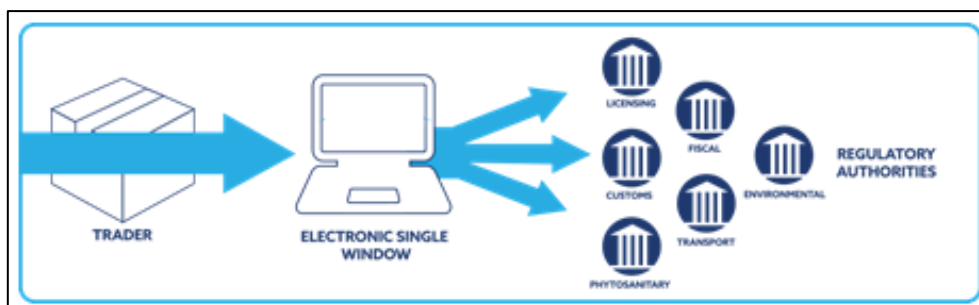 TRADER
ELECTRONIC SINGLE
WINDOW
LICENSING
FISCAL
CUSTOMS
ENVIRONMENTAL
TRANSPORT
PHYTOSANITARY
REGULATORY
AUTHORITIES